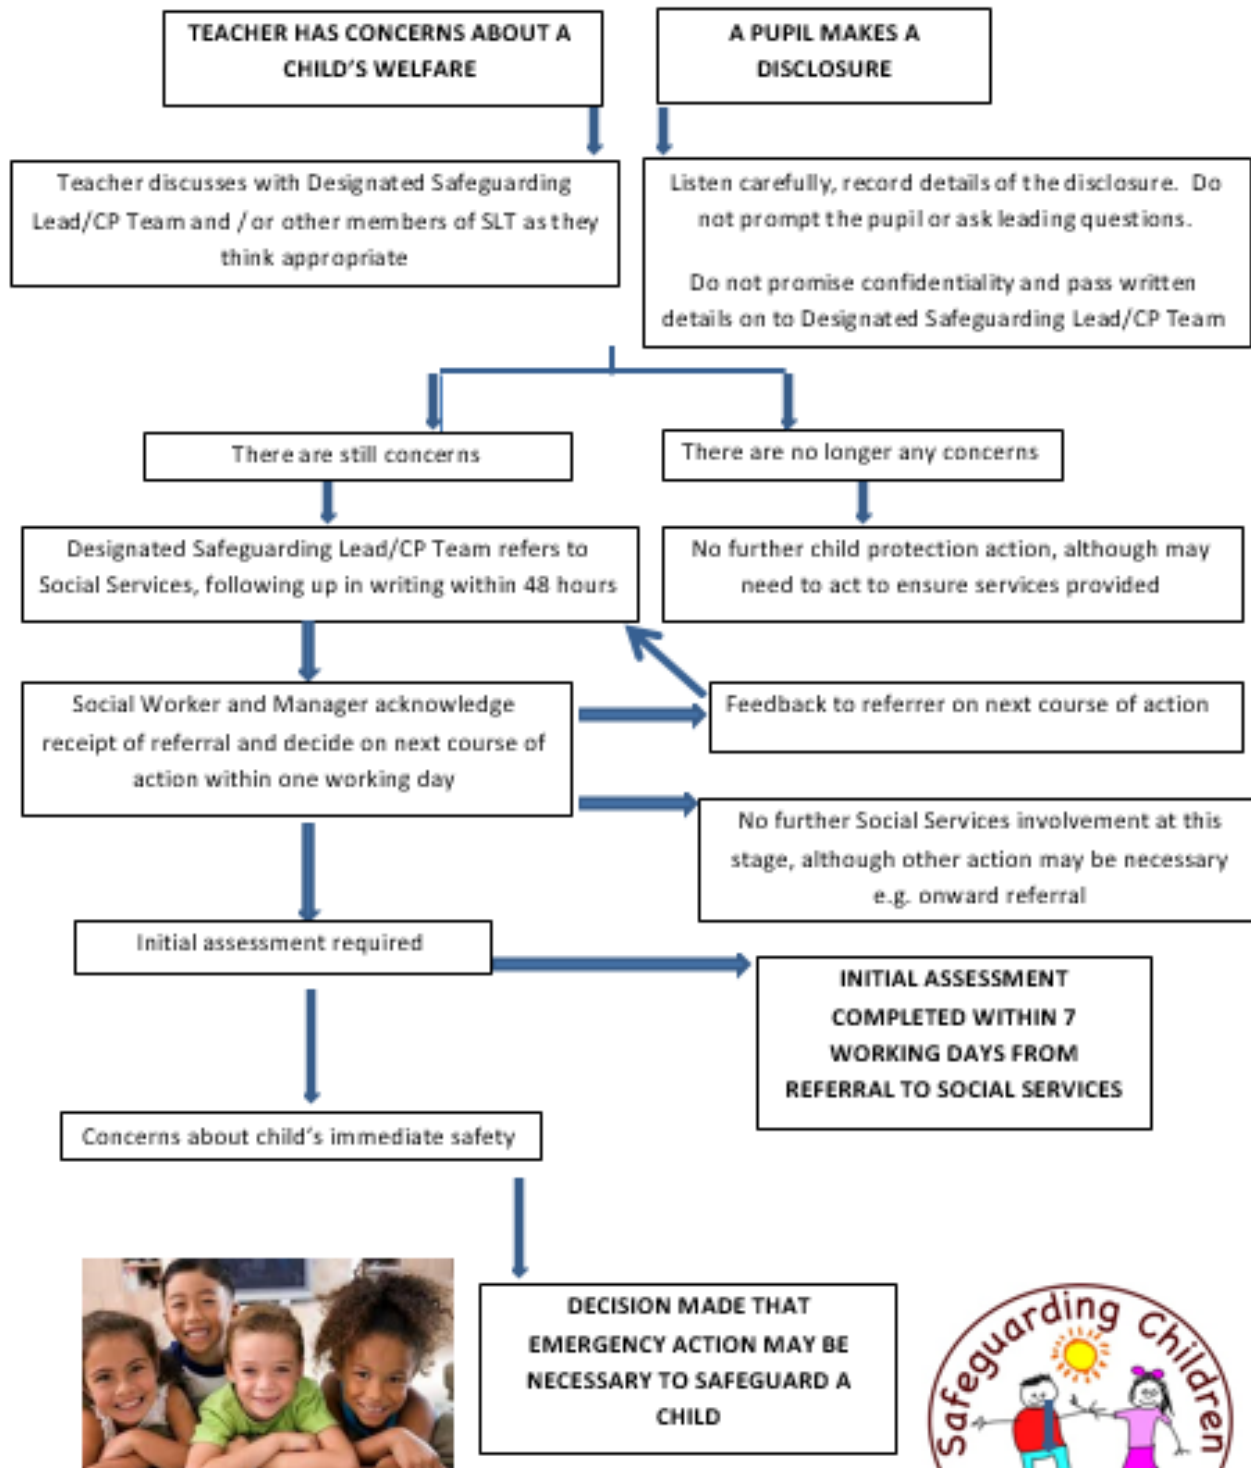 TEACHER HAS CONCERNS ABOUT A
CHILD'S WELFARE
A PUPIL MAKES A
DISCLOSURE
Teacher discusses with Designated Safeguarding
Lead/CP Team and / or other members of SLT as they
think appropriate
Listen carefully, record details of the disclosure. Do
not prompt the pupil or ask leading questions.
Do not promise confidentiality and pass written
details on to Designated Safeguarding Lead/CP Team
There are still concerns
There are no longer any concerns
Designated Safeguarding Lead/CP Team refers to
Social Services, following up in writing within 48 hours
No further child protection action, although may
need to act to ensure services provided
Social Worker and Manager acknowledge
receipt of referral and decide on next course of
action within one working day
Feedback to referrer on next course of action
No further Social Services involvement at this
stage, although other action may be necessary
e.g. onward referral
Initial assessment required
INITIAL ASSESSMENT
COMPLETED WITHIN 7
WORKING DAYS FROM
REFERRAL TO SOCIAL SERVICES
Concerns about child's immediate safety
DECISION MADE THAT
EMERGENCY ACTION MAY BE
NECESSARY TO SAFEGUARD A
CHILD
Safeguarding Children